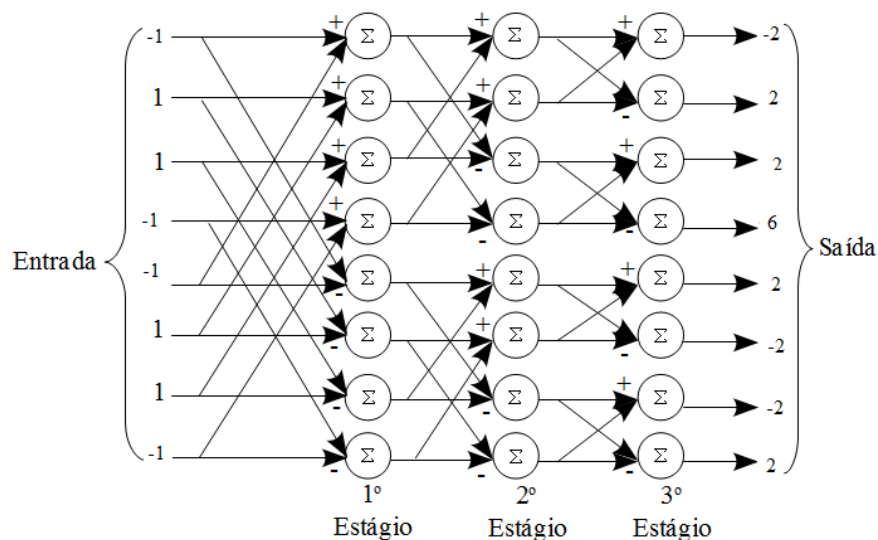 -1 + Σ + Σ + Σ -2
1 + Σ + Σ - Σ 2
1 + Σ - Σ + Σ 2
-1 + Σ - Σ - Σ 6
Entrada
Saída
-1 - Σ + Σ + Σ 2
1 - Σ + Σ - Σ -2
1 - Σ - Σ + Σ -2
-1 - Σ - Σ - Σ 2
1º 2º 3º
Estágio Estágio Estágio